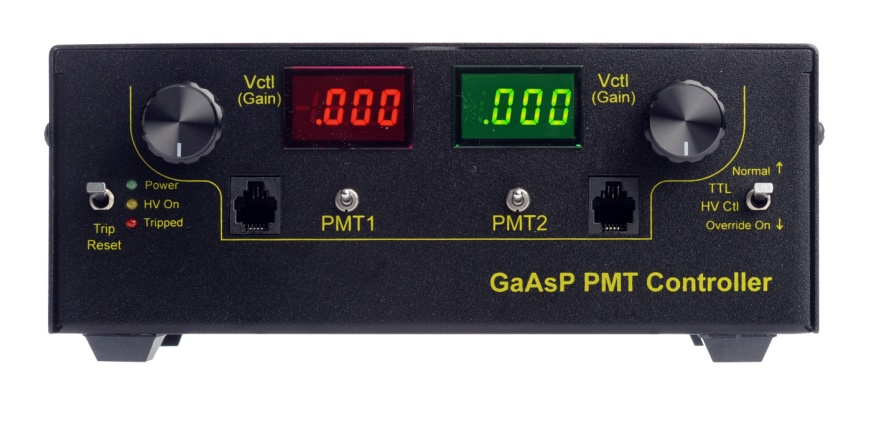 Vctl
(Gain)
.000
.000
Vctl
(Gain)
Power
HV On
Tripped
Trip
Reset
PMT1
PMT2
Normal ↑
TTL
HV Ctl
Override On ↓
GaAsP PMT Controller